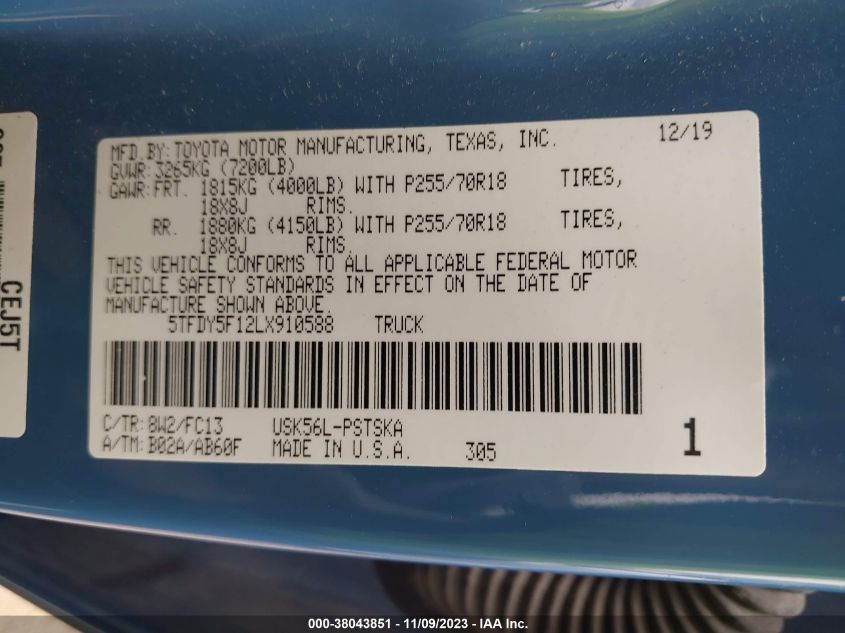 MFD.BY:TOYOTA MOTOR MANUFACTURING, TEXAS, INC. 12/19
GVWR:3265KG (7200LB)
GAWR:FRT. 1815KG (4000LB) WITH P255/70R18 TIRES,
18X8J RIMS.
RR. 1880KG (4150LB) WITH P255/70R18 TIRES,
18X8J RIMS.
THIS VEHICLE CONFORMS TO ALL APPLICABLE FEDERAL MOTOR
VEHICLE SAFETY STANDARDS IN EFFECT ON THE DATE OF
MANUFACTURE SHOWN ABOVE.
5TFDY5F12LX910588 TRUCK
C/TR:8W2/FC13 USK56L-PSTSKA
A/TM:B02A/AB60F MADE IN U.S.A. 305 1
CEJ5T
000-38043851 - 11/09/2023 - IAA Inc.